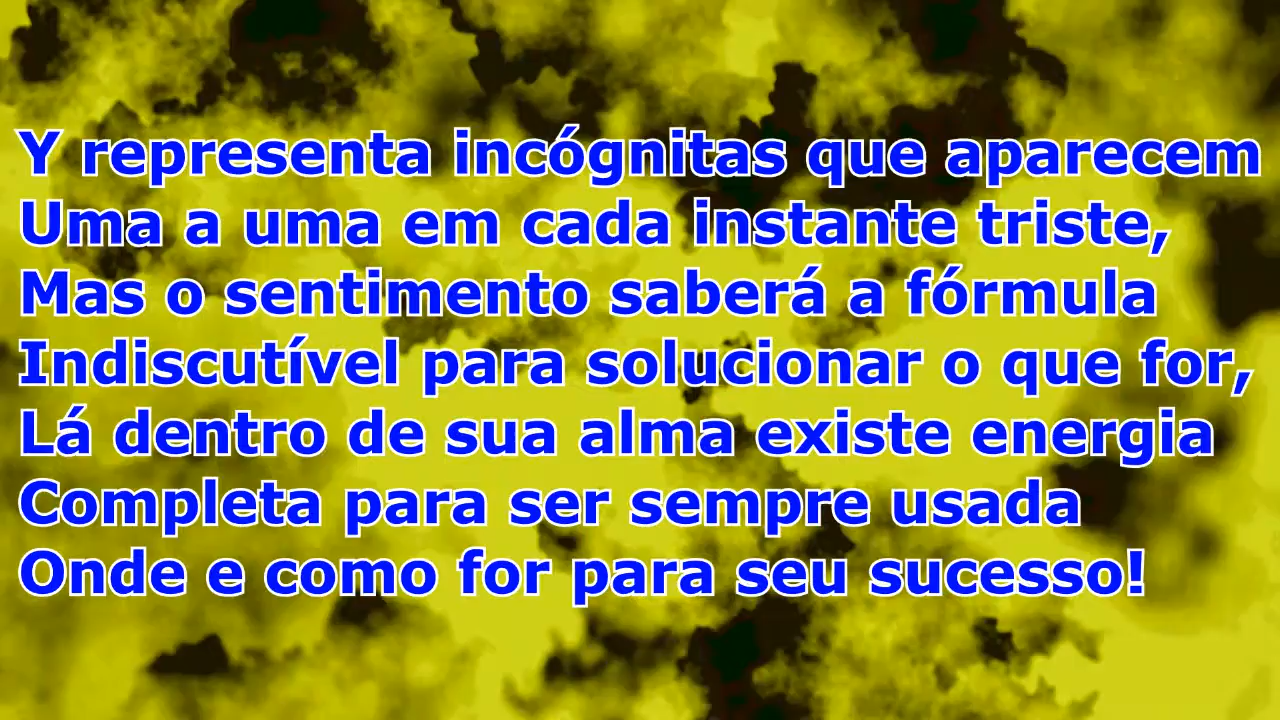 Y representa incógnitas que aparecem
Uma a uma em cada instante triste,
Mas o sentimento saberá a fórmula
Indiscutível para solucionar o que for,
Lá dentro de sua alma existe energia
Completa para ser sempre usada
Onde e como for para seu sucesso!